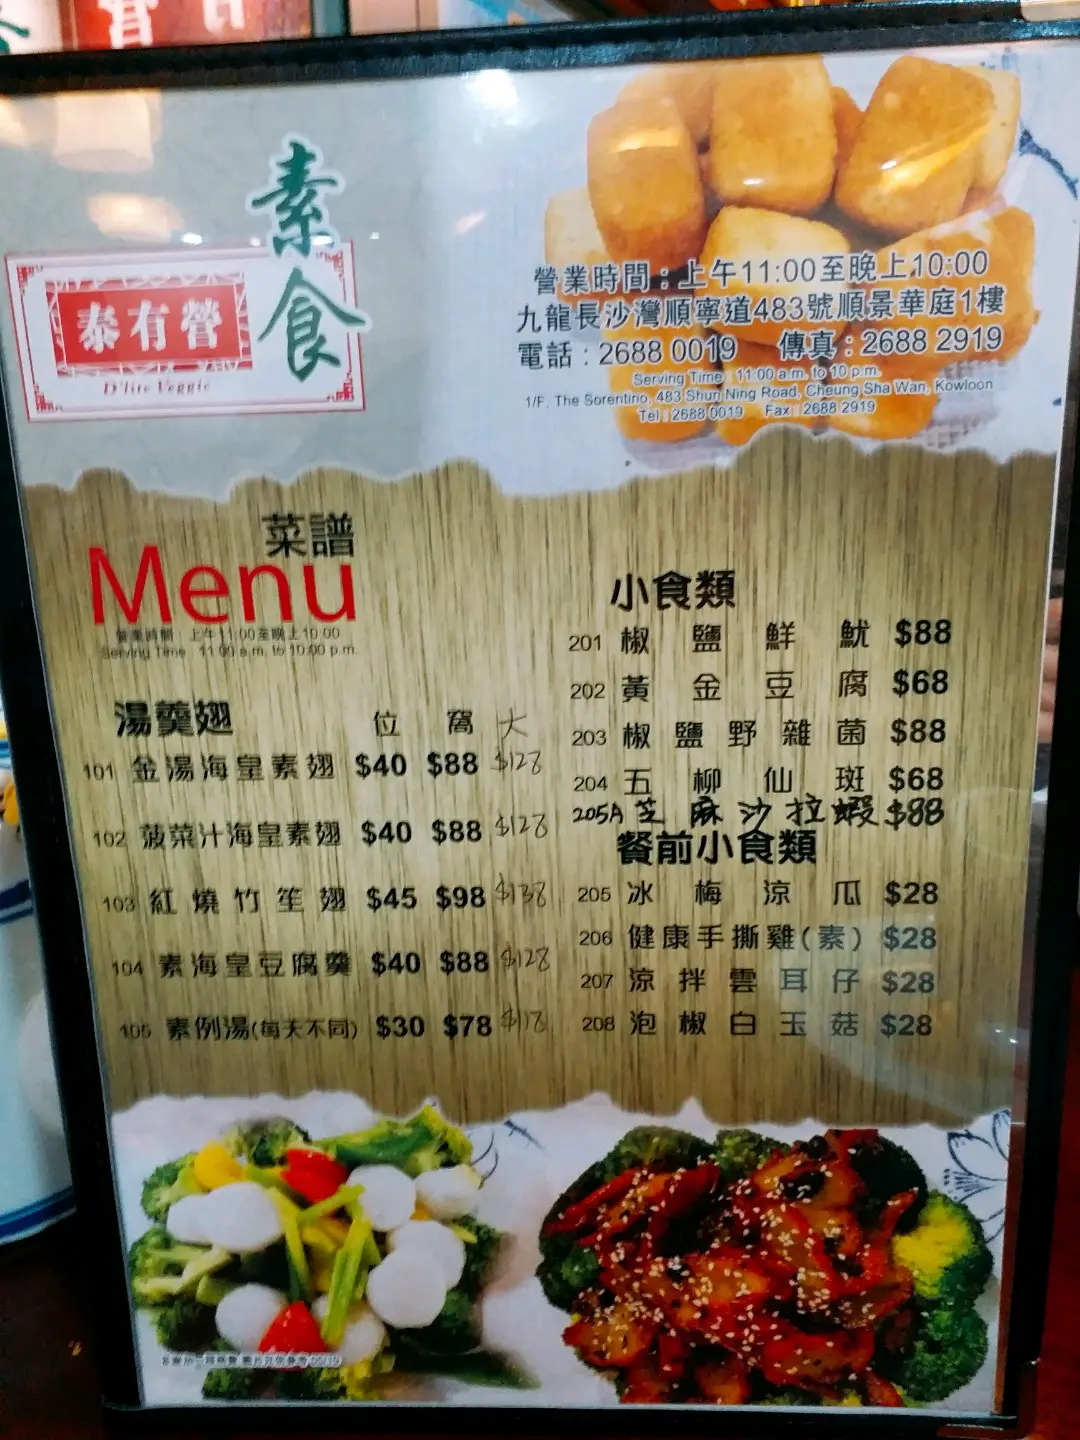 素食
泰有營
D'lite Veggie
營業時間：上午11:00至晚上10:00
九龍長沙灣順寧道483號順景華庭1樓
電話：2688 0019 傳真：2688 2919
Serving Time : 11:00 a.m. to 10 p.m.
1/F, The Sorentino, 483 Shun Ning Road, Cheung Sha Wan, Kowloon
Tel : 2688 0019 Fax : 2688 2919
菜譜
Menu
營業時間：上午11:00至晚上10:00
Serving Time : 11:00 a.m. to 10:00 p.m.
湯羹翅 位 窩 大
101 金湯海皇素翅 $40 $88 $128
102 菠菜汁海皇素翅 $40 $88 $128
103 紅燒竹笙翅 $45 $98 $138
104 素海皇豆腐羹 $40 $88 $128
105 素例湯(每天不同) $30 $78 $118
小食類
201 椒鹽鮮魷 $88
202 黃金豆腐 $68
203 椒鹽野雜菌 $88
204 五柳仙斑 $68
205A 芝麻沙拉蝦 $88
餐前小食類
205 冰梅涼瓜 $28
206 健康手撕雞(素) $28
207 涼拌雲耳仔 $28
208 泡椒白玉菇 $28